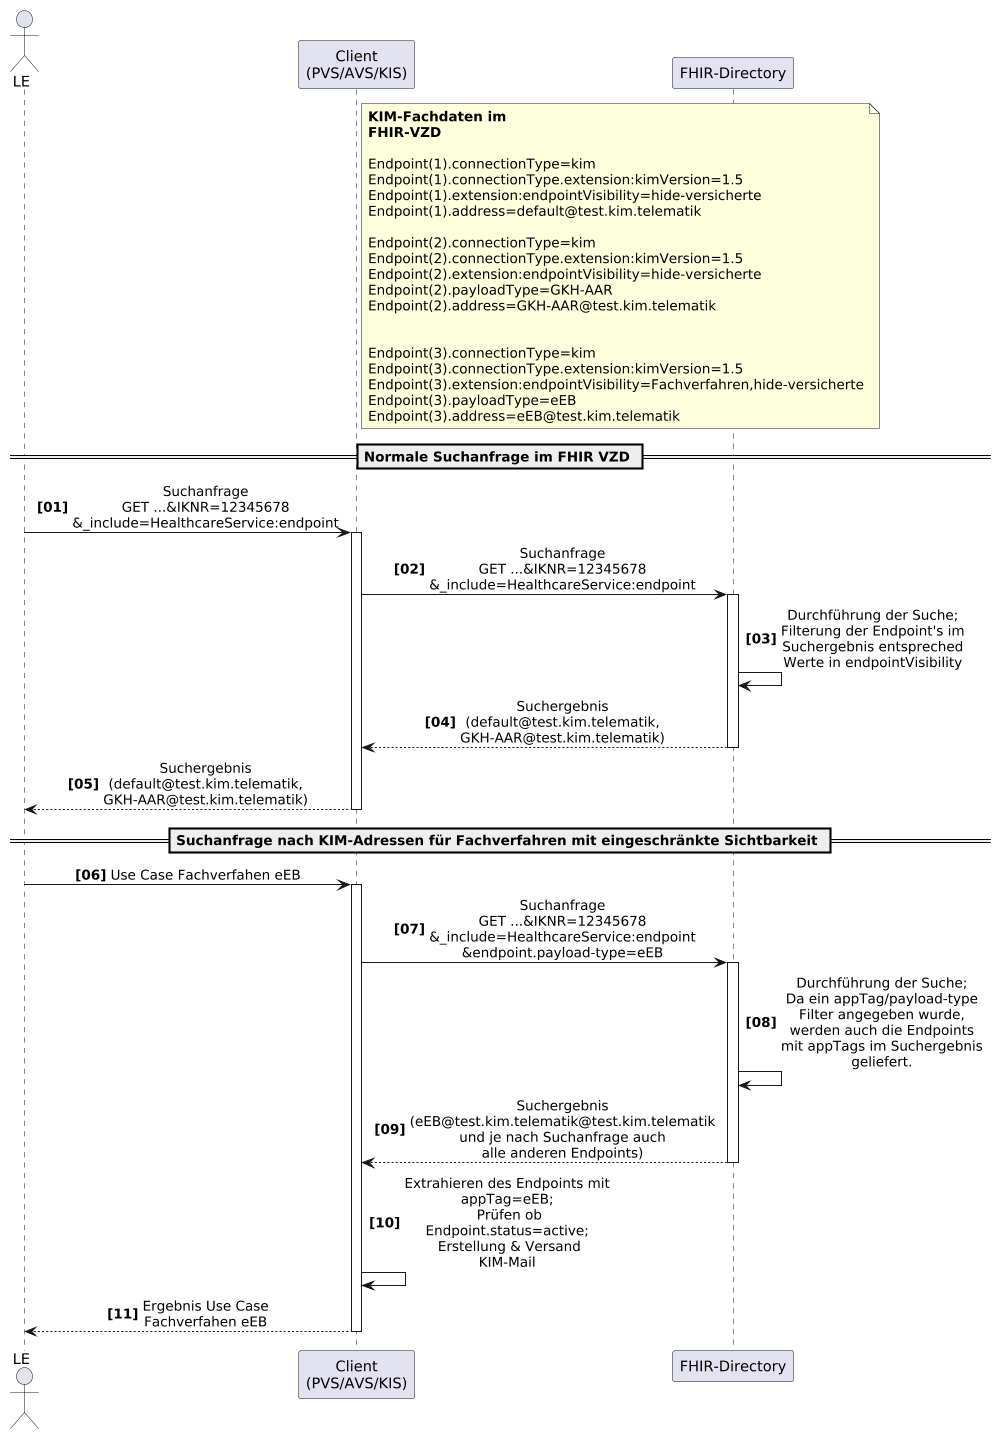 LE
Client
(PVS/AVS/KIS)
FHIR-Directory
KIM-Fachdaten im
FHIR-VZD
Endpoint(1).connectionType=kim
Endpoint(1).connectionType.extension:kimVersion=1.5
Endpoint(1).extension:endpointVisibility=hide-versicherte
Endpoint(1).address=default@test.kim.telematik
Endpoint(2).connectionType=kim
Endpoint(2).connectionType.extension:kimVersion=1.5
Endpoint(2).extension:endpointVisibility=hide-versicherte
Endpoint(2).payloadType=GKH-AAR
Endpoint(2).address=GKH-AAR@test.kim.telematik
Endpoint(3).connectionType=kim
Endpoint(3).connectionType.extension:kimVersion=1.5
Endpoint(3).extension:endpointVisibility=Fachverfahren,hide-versicherte
Endpoint(3).payloadType=eEB
Endpoint(3).address=eEB@test.kim.telematik
Normale Suchanfrage im FHIR VZD
Suchanfrage
[01] GET ...&IKNR=12345678
&_include=HealthcareService:endpoint
Suchanfrage
[02] GET ...&IKNR=12345678
&_include=HealthcareService:endpoint
Durchführung der Suche;
Filterung der Endpoint's im
[03]
Suchergebnis entspreched
Werte in endpointVisibility
Suchergebnis
[04] (default@test.kim.telematik,
GKH-AAR@test.kim.telematik)
Suchergebnis
[05] (default@test.kim.telematik,
GKH-AAR@test.kim.telematik)
Suchanfrage nach KIM-Adressen für Fachverfahren mit eingeschränkte Sichtbarkeit
[06] Use Case Fachverfahen eEB
Suchanfrage
GET ...&IKNR=12345678
[07]
&_include=HealthcareService:endpoint
&endpoint.payload-type=eEB
Durchführung der Suche;
Da ein appTag/payload-type
Filter angegeben wurde,
[08]
werden auch die Endpoints
mit appTags im Suchergebnis
geliefert.
Suchergebnis
(eEB@test.kim.telematik@test.kim.telematik
[09]
und je nach Suchanfrage auch
alle anderen Endpoints)
Extrahieren des Endpoints mit
appTag=eEB;
Prüfen ob
[10]
Endpoint.status=active;
Erstellung & Versand
KIM-Mail
[11]
Ergebnis Use Case
Fachverfahen eEB
LE
Client
(PVS/AVS/KIS)
FHIR-Directory